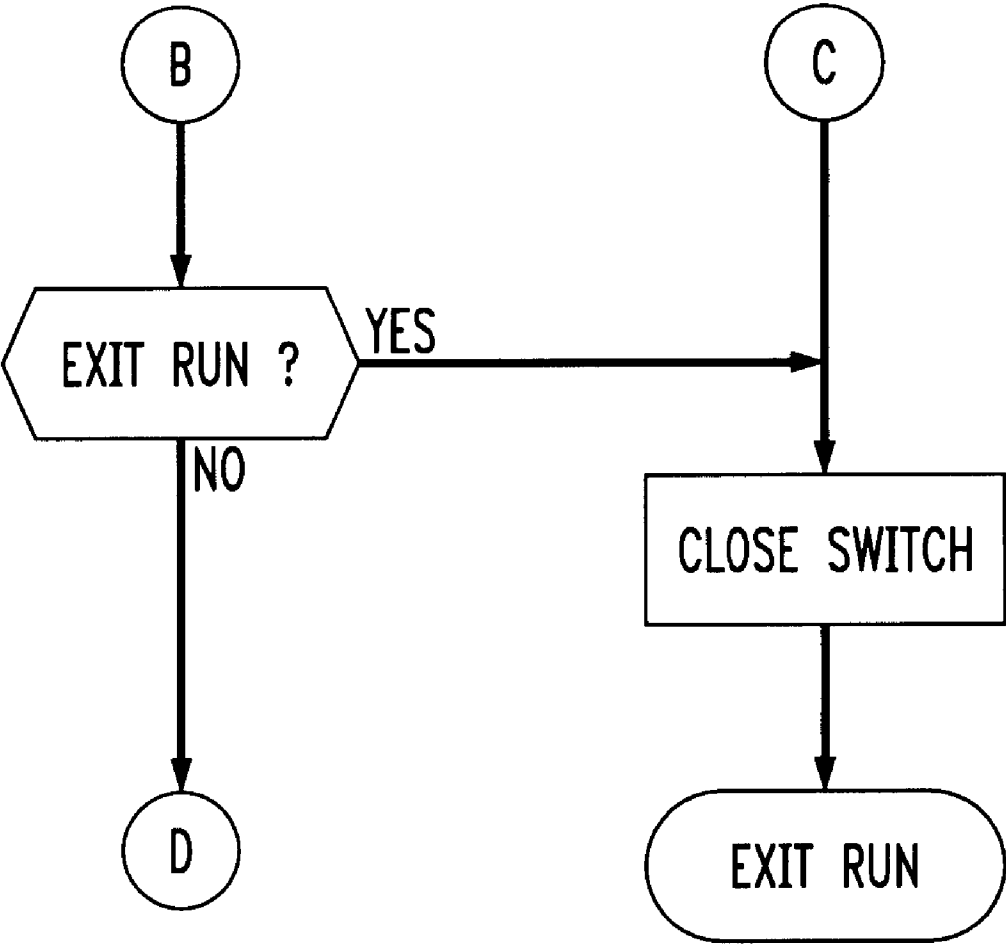 B
C
YES
EXIT RUN ?
NO
CLOSE SWITCH
D
EXIT RUN